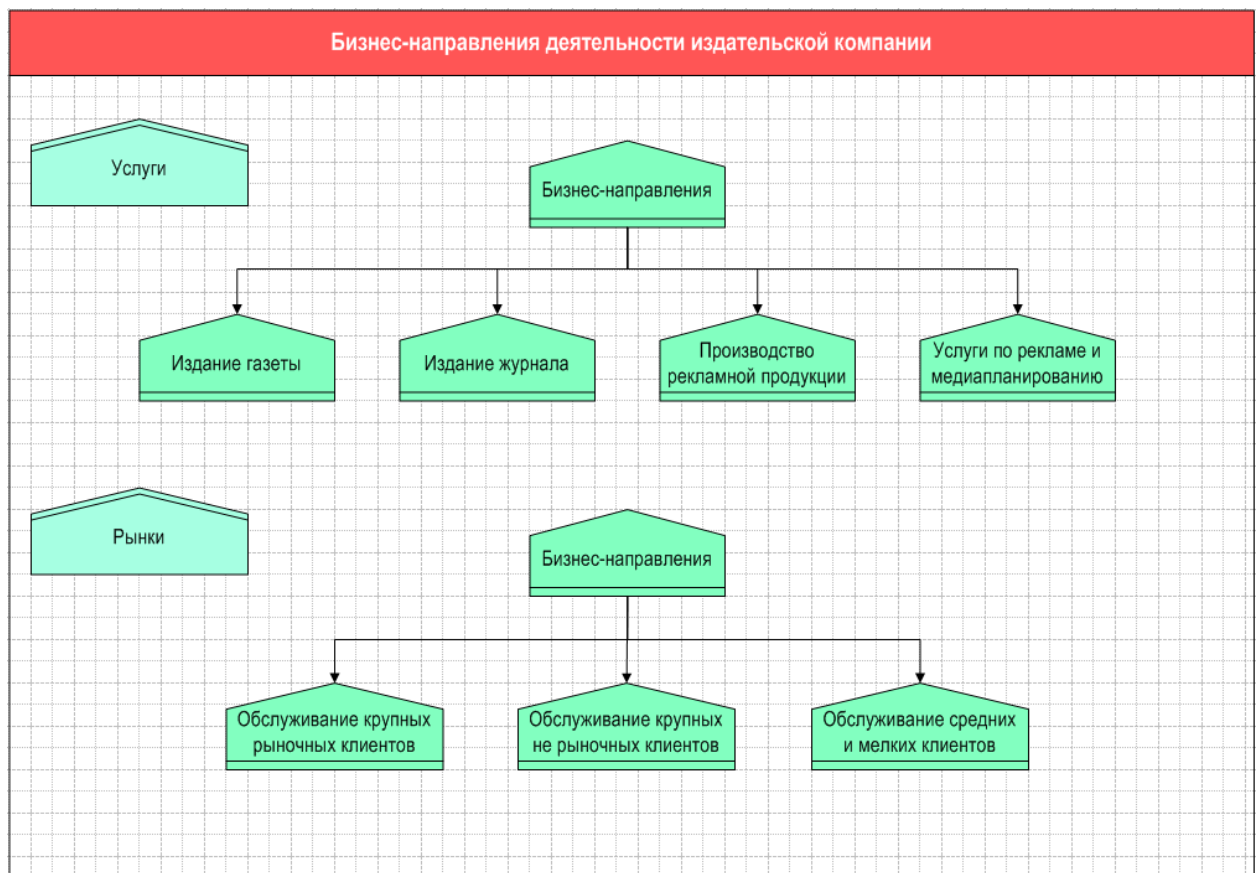 Бизнес-направления деятельности издательской компании
Услуги
Бизнес-направления
Издание газеты
Издание журнала
Производство
рекламной продукции
Услуги по рекламе и
медиапланированию
Рынки
Бизнес-направления
Обслуживание крупных
рыночных клиентов
Обслуживание крупных
не рыночных клиентов
Обслуживание средних
и мелких клиентов